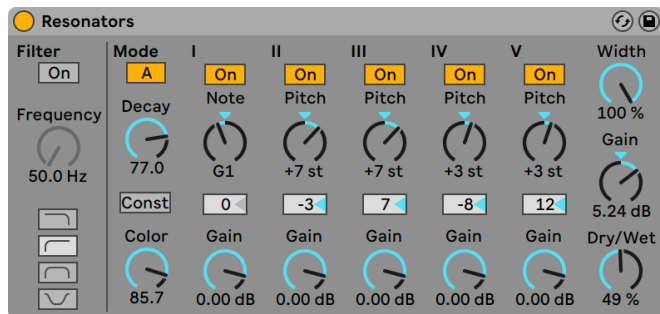 Resonators
Filter
On
Frequency
50.0 Hz
Mode
A
Decay
77.0
Const
Color
85.7
I
On
Note
G1
0
Gain
0.00 dB
II
On
Pitch
+7 st
-3
Gain
0.00 dB
III
On
Pitch
+7 st
7
Gain
0.00 dB
IV
On
Pitch
+3 st
-8
Gain
0.00 dB
V
On
Pitch
+3 st
12
Gain
0.00 dB
Width
100 %
Gain
5.24 dB
Dry/Wet
49 %